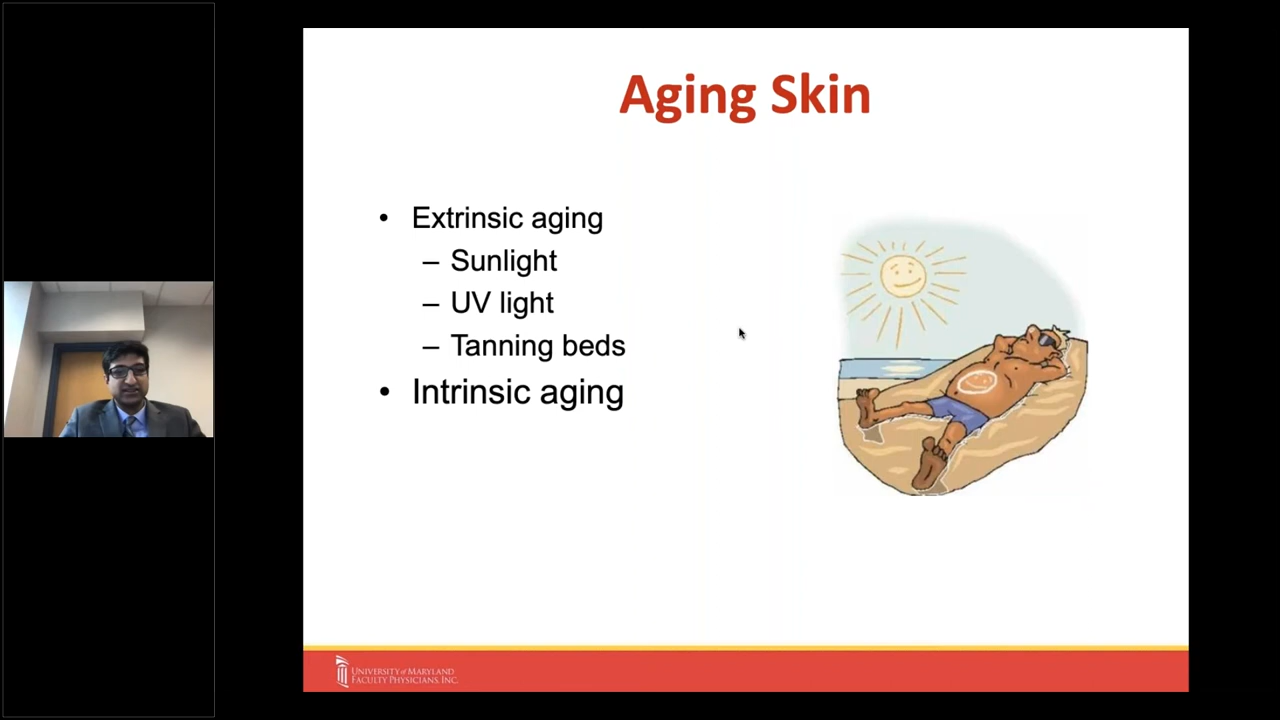 Aging Skin
• Extrinsic aging
– Sunlight
– UV light
– Tanning beds
• Intrinsic aging
UNIVERSITY of MARYLAND
FACULTY PHYSICIANS, INC.